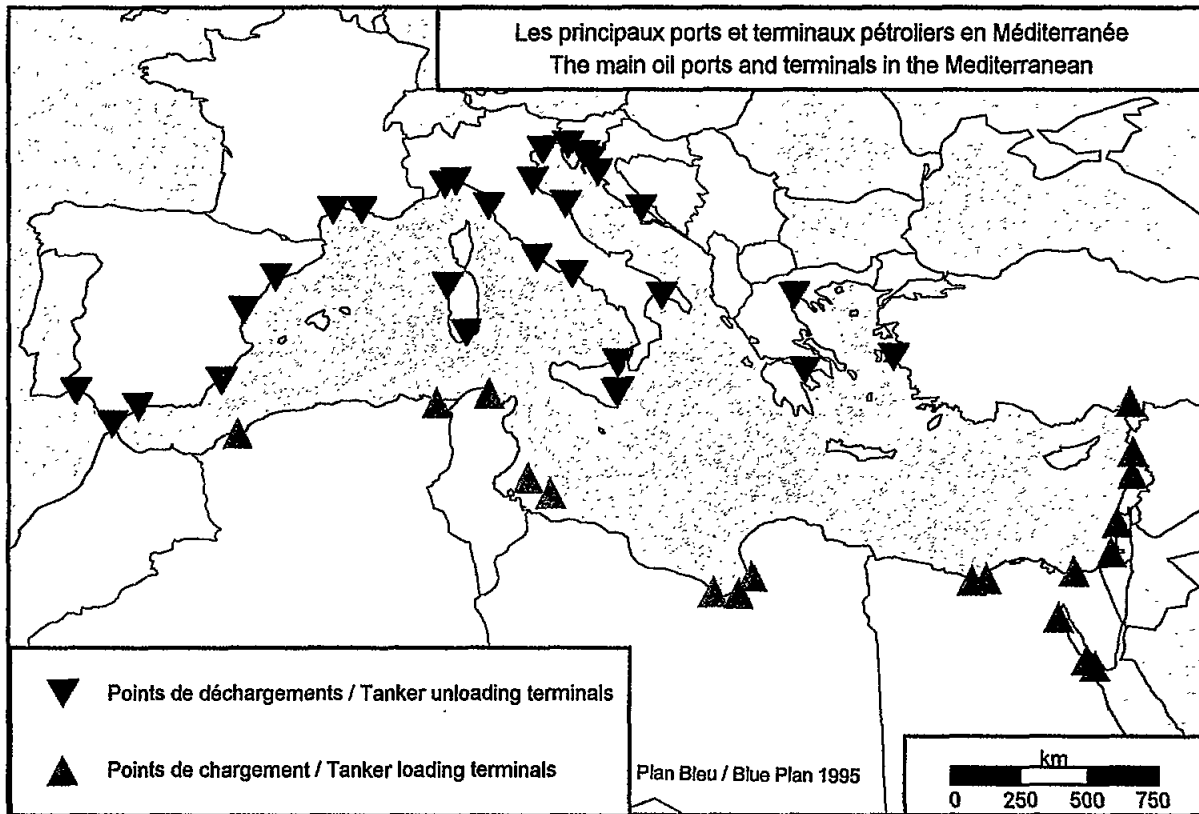 Les principaux ports et terminaux pétroliers en Méditerranée
The main oil ports and terminals in the Mediterranean
Points de déchargements / Tanker unloading terminals
Points de chargement / Tanker loading terminals
Plan Bleu / Blue Plan 1995
km
0 250 500 750